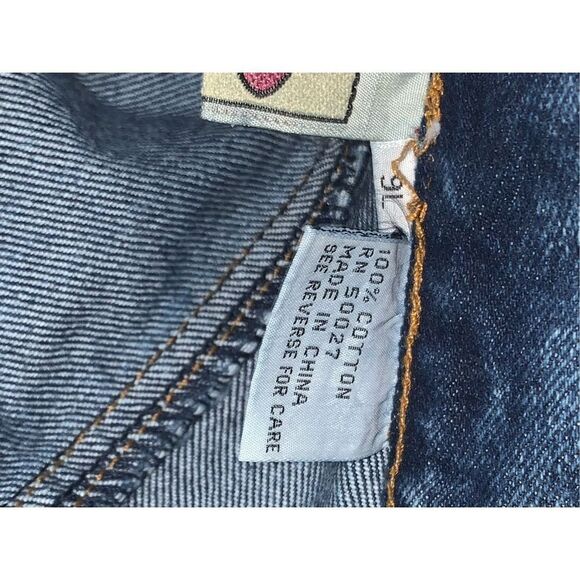 9L
100% COTTON
RN 50027
MADE IN CHINA
SEE REVERSE FOR CARE